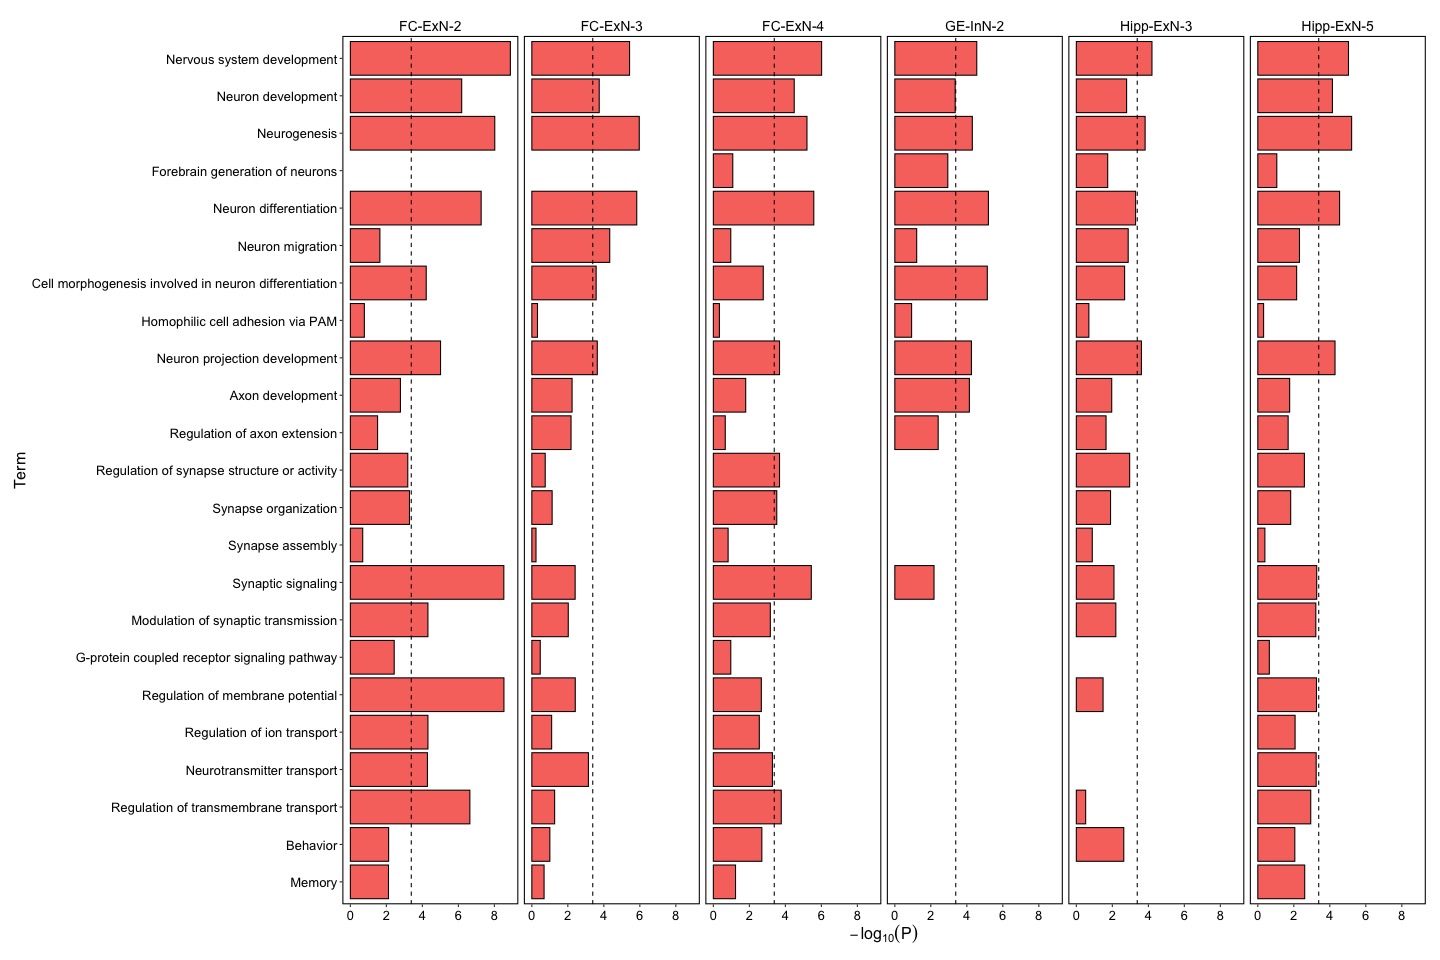 FC-ExN-2 FC-ExN-3 FC-ExN-4 GE-InN-2 Hipp-ExN-3 Hipp-ExN-5
Nervous system development
Neuron development
Neurogenesis
Forebrain generation of neurons
Neuron differentiation
Neuron migration
Cell morphogenesis involved in neuron differentiation
Homophilic cell adhesion via PAM
Neuron projection development
Axon development
Regulation of axon extension
Regulation of synapse structure or activity
Synapse organization
Synapse assembly
Synaptic signaling
Modulation of synaptic transmission
G-protein coupled receptor signaling pathway
Regulation of membrane potential
Regulation of ion transport
Neurotransmitter transport
Regulation of transmembrane transport
Behavior
Memory
Term
0 2 4 6 8 0 2 4 6 8 0 2 4 6 8 0 2 4 6 8 0 2 4 6 8 0 2 4 6 8
−log₁₀(P)